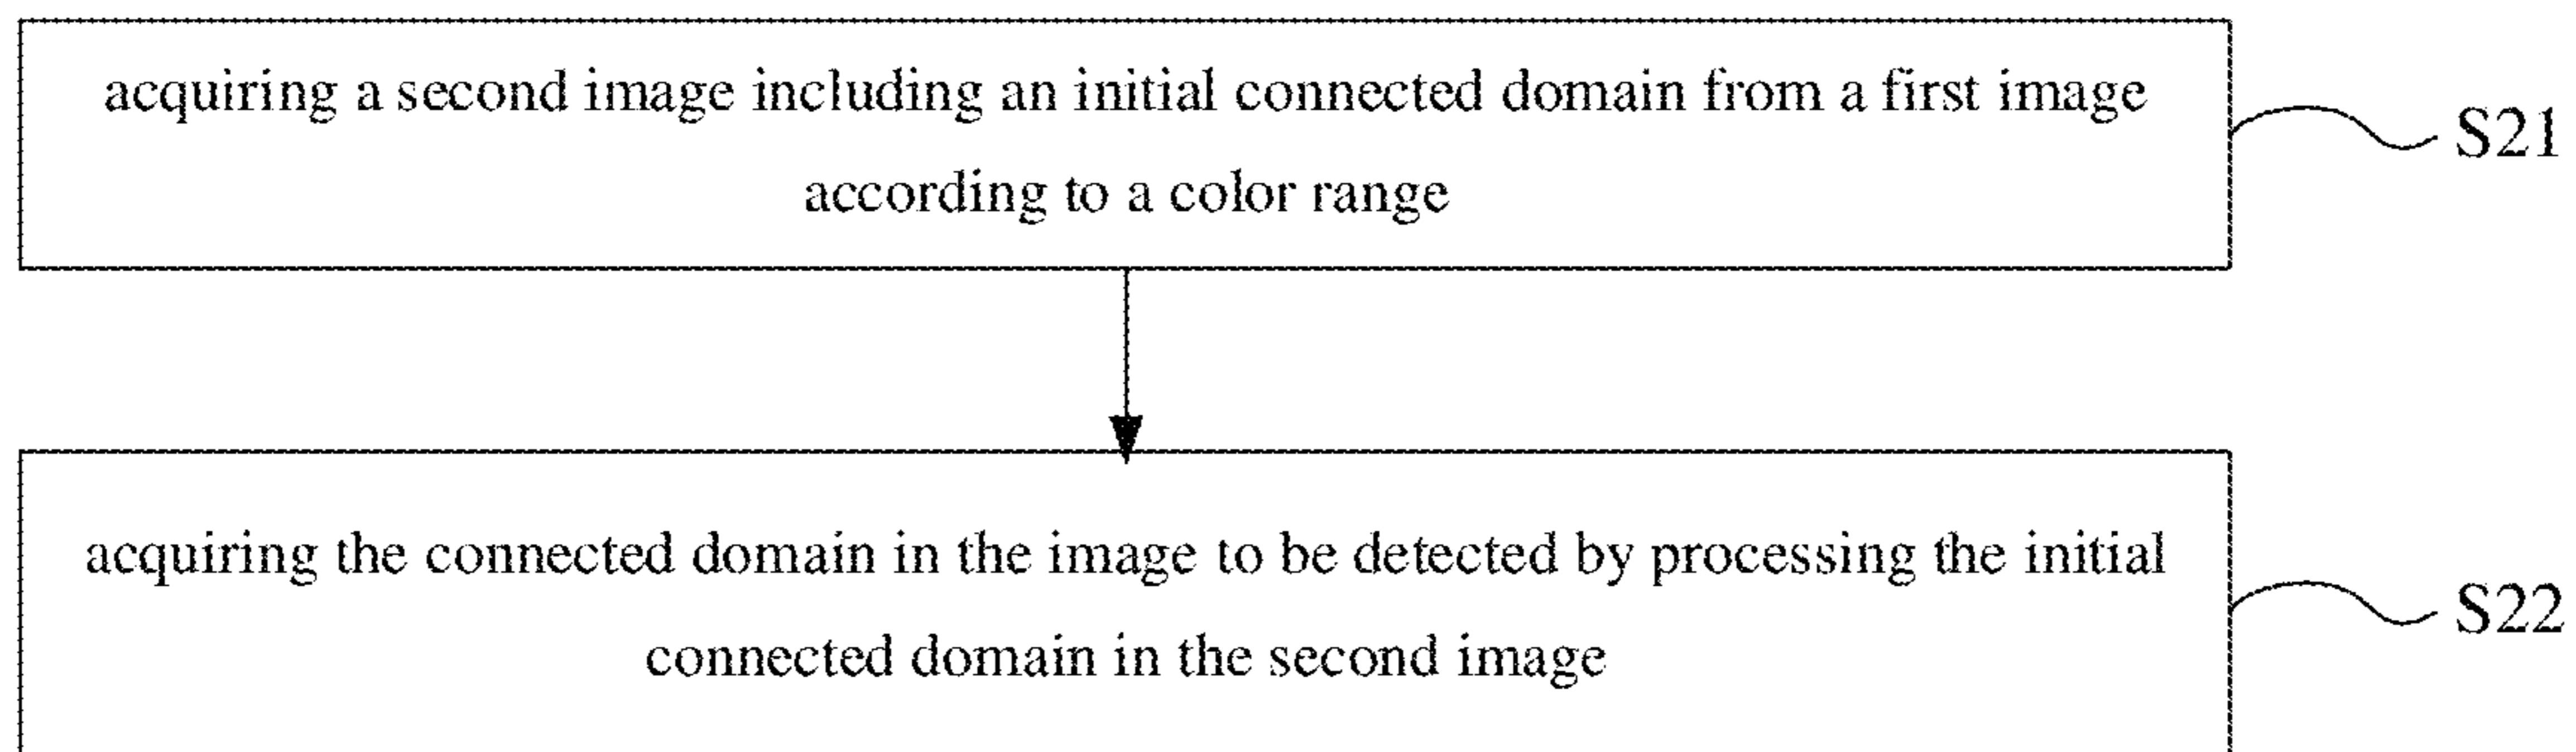 acquiring a second image including an initial connected domain from a first image
according to a color range
S21
acquiring the connected domain in the image to be detected by processing the initial
connected domain in the second image
S22